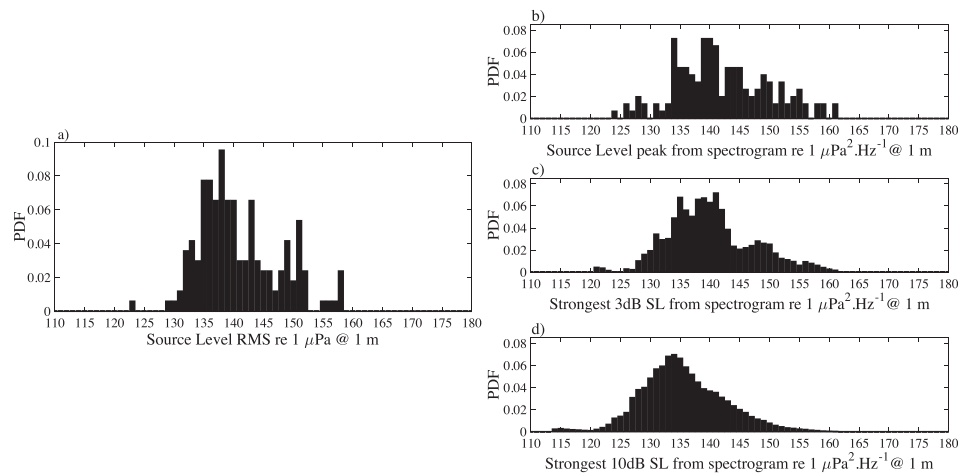 a)
0.1
0.08
0.06
0.04
0.02
0
PDF
110 115 120 125 130 135 140 145 150 155 160 165 170 175 180
Source Level RMS re 1 μPa @ 1 m
b)
0.08
0.06
0.04
0.02
0
PDF
110 115 120 125 130 135 140 145 150 155 160 165 170 175 180
Source Level peak from spectrogram re 1 μPa².Hz⁻¹@ 1 m
c)
0.08
0.06
0.04
0.02
0
PDF
110 115 120 125 130 135 140 145 150 155 160 165 170 175 180
Strongest 3dB SL from spectrogram re 1 μPa².Hz⁻¹@ 1 m
d)
0.08
0.06
0.04
0.02
0
PDF
110 115 120 125 130 135 140 145 150 155 160 165 170 175 180
Strongest 10dB SL from spectrogram re 1 μPa².Hz⁻¹@ 1 m